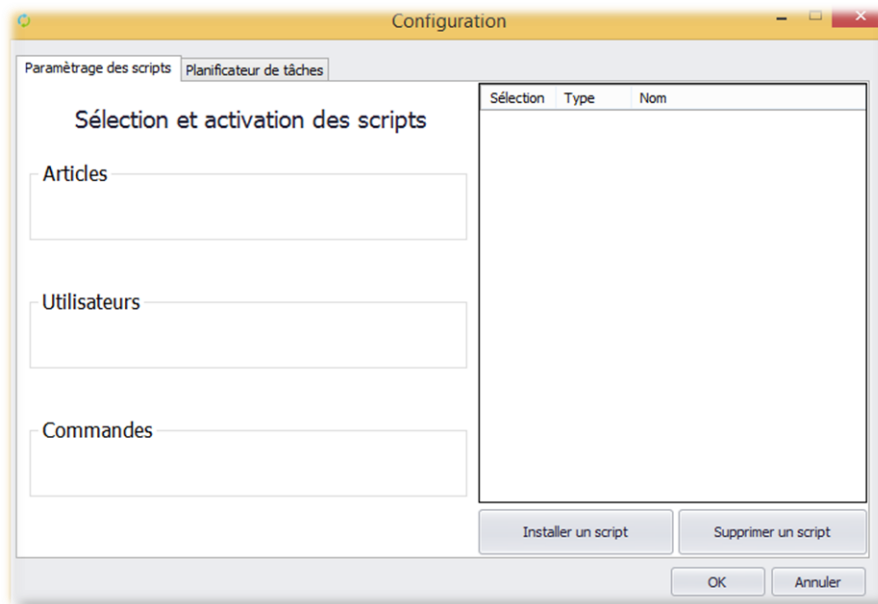 Configuration
Paramètrage des scripts Planificateur de tâches
Sélection et activation des scripts
Articles
Utilisateurs
Commandes
Sélection Type Nom
Installer un script Supprimer un script
OK Annuler